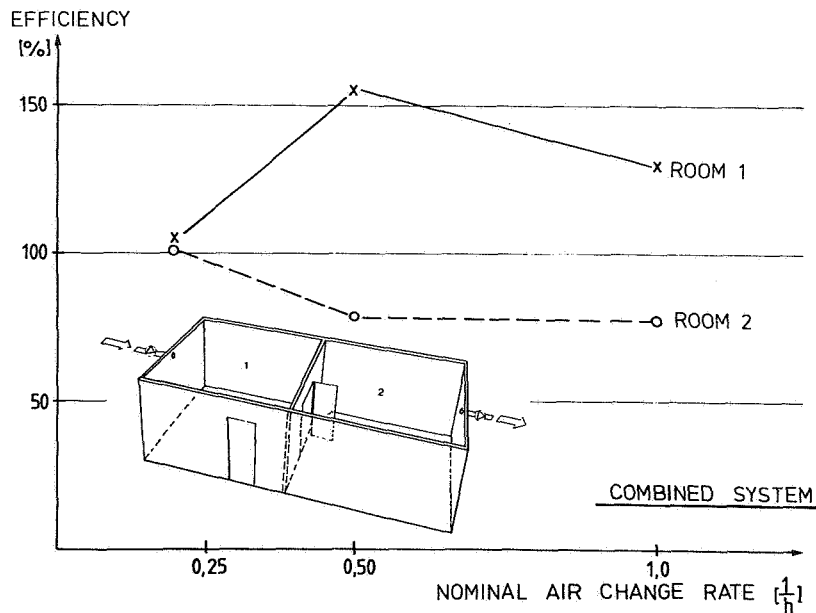 EFFICIENCY
[%]
150
ROOM 1
100
ROOM 2
1
2
50
COMBINED SYSTEM
0,25
0,50
1,0
NOMINAL AIR CHANGE RATE [1/h]